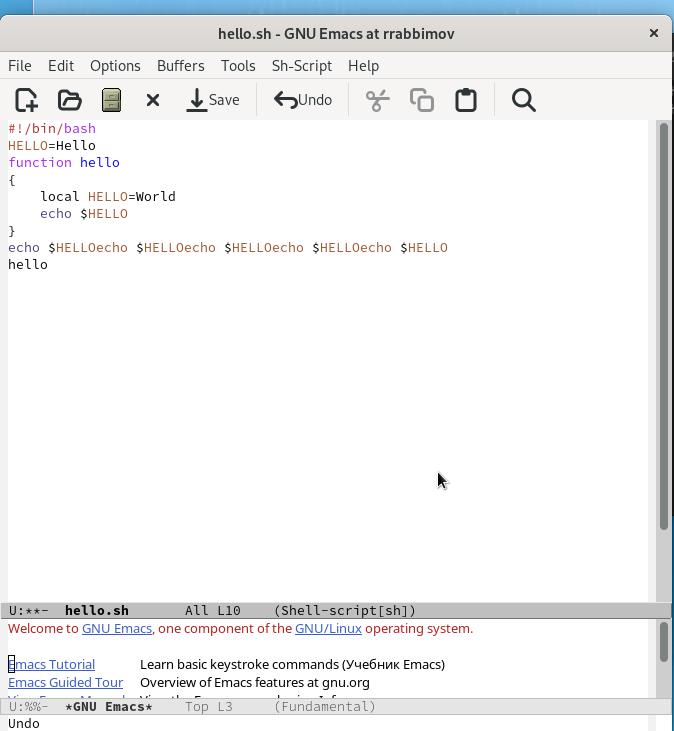 hello.sh - GNU Emacs at rrabbimov
File Edit Options Buffers Tools Sh-Script Help
Save Undo
#!/bin/bash
HELLO=Hello
function hello
{
    local HELLO=World
    echo $HELLO
}
echo $HELLOecho $HELLOecho $HELLOecho $HELLOecho $HELLO
hello
U:**-  hello.sh       All L10    (Shell-script[sh])
Welcome to GNU Emacs, one component of the GNU/Linux operating system.
Emacs Tutorial Learn basic keystroke commands (Учебник Emacs)
Emacs Guided Tour Overview of Emacs features at gnu.org
U:%%-  *GNU Emacs*    Top L3     (Fundamental)
Undo